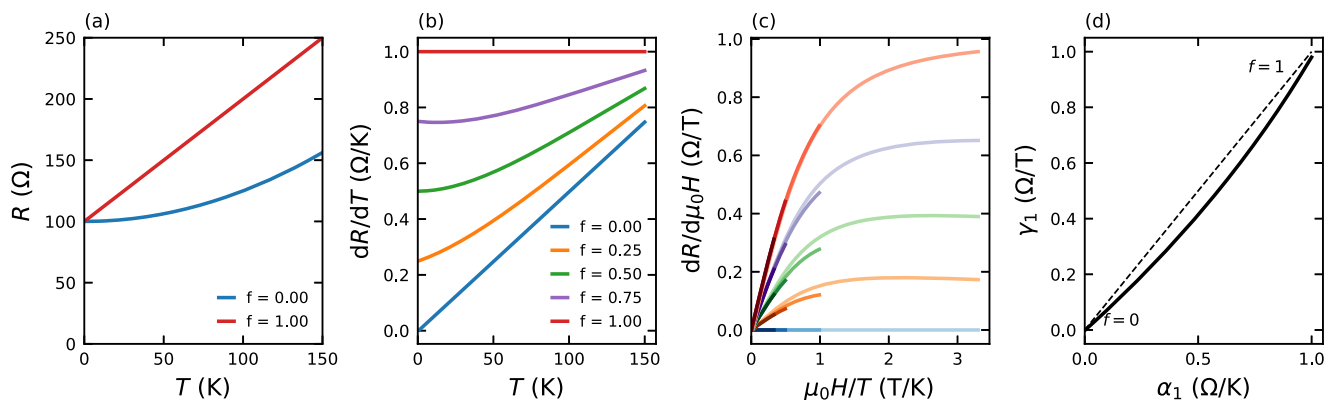 (a)
250
200
150
100
50
0
R (Ω)
0 50 100 150
T (K)
f = 0.00
f = 1.00
(b)
1.0
0.8
0.6
0.4
0.2
0.0
dR/dT (Ω/K)
0 50 100 150
T (K)
f = 0.00
f = 0.25
f = 0.50
f = 0.75
f = 1.00
(c)
1.0
0.8
0.6
0.4
0.2
0.0
dR/dμ₀H (Ω/T)
0 1 2 3
μ₀H/T (T/K)
(d)
1.0
0.8
0.6
0.4
0.2
0.0
γ₁ (Ω/T)
f = 1
f = 0
0.0 0.5 1.0
α₁ (Ω/K)